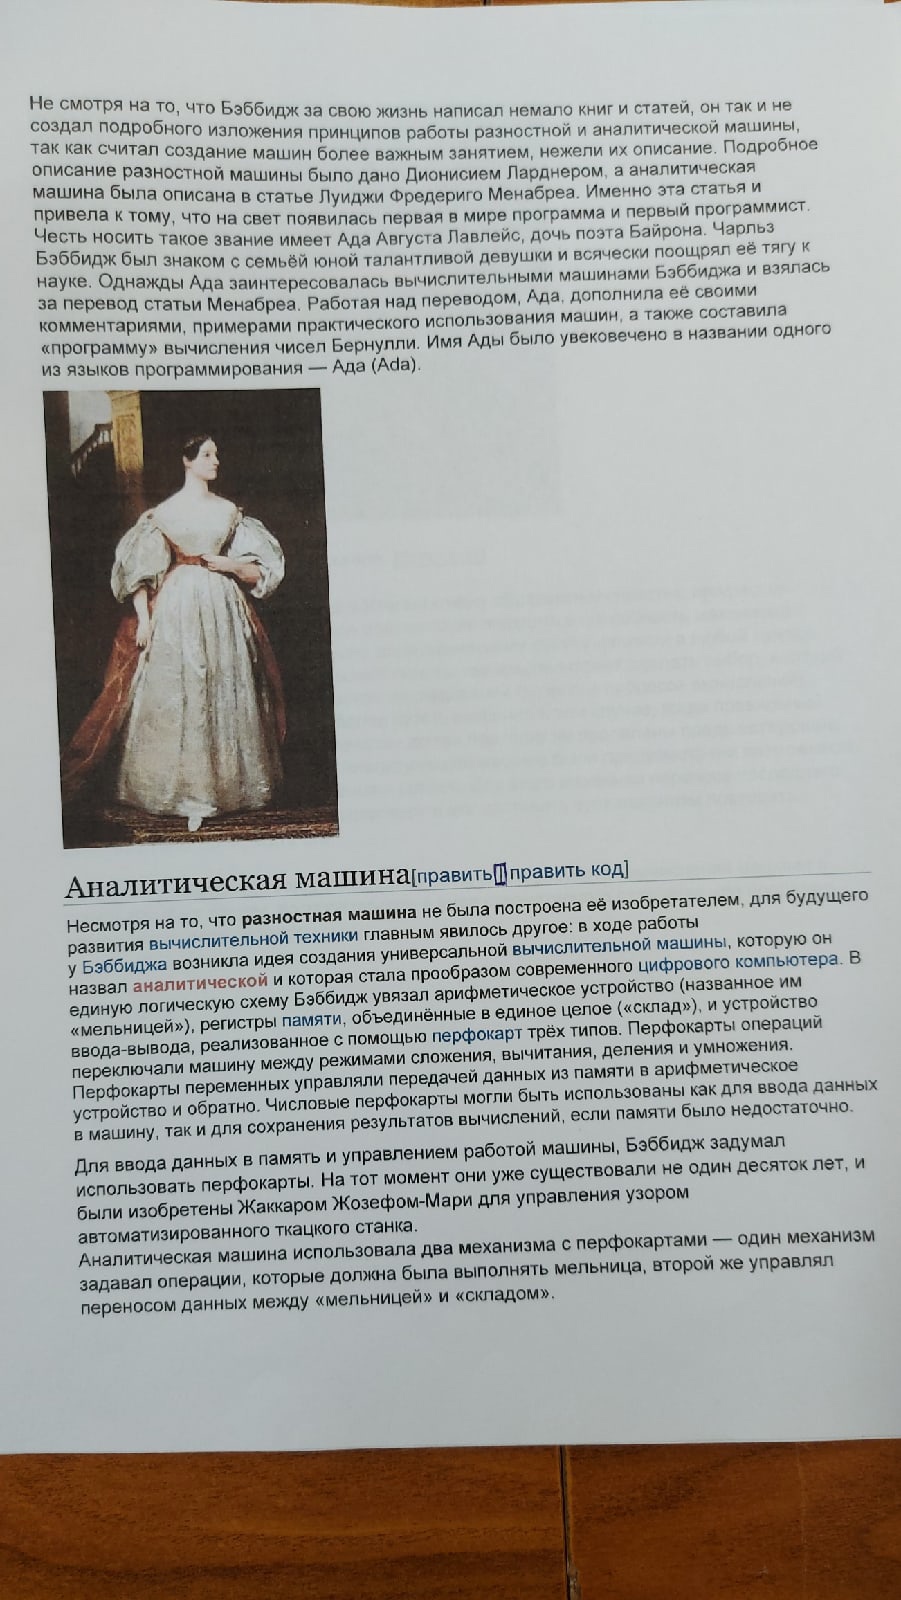 Не смотря на то, что Бэббидж за свою жизнь написал немало книг и статей, он так и не
создал подробного изложения принципов работы разностной и аналитической машины,
так как считал создание машин более важным занятием, нежели их описание. Подробное
описание разностной машины было дано Дионисием Ларднером, а аналитическая
машина была описана в статье Луиджи Фредериго Менабреа. Именно эта статья и
привела к тому, что на свет появилась первая в мире программа и первый программист.
Честь носить такое звание имеет Ада Августа Лавлейс, дочь поэта Байрона. Чарльз
Бэббидж был знаком с семьёй юной талантливой девушки и всячески поощрял её тягу к
науке. Однажды Ада заинтересовалась вычислительными машинами Бэббиджа и взялась
за перевод статьи Менабреа. Работая над переводом, Ада, дополнила её своими
комментариями, примерами практического использования машин, а также составила
«программу» вычисления чисел Бернулли. Имя Ады было увековечено в названии одного
из языков программирования — Ада (Ada).
Аналитическая машина[править|править код]
Несмотря на то, что разностная машина не была построена её изобретателем, для будущего
развития вычислительной техники главным явилось другое: в ходе работы
у Бэббиджа возникла идея создания универсальной вычислительной машины, которую он
назвал аналитической и которая стала прообразом современного цифрового компьютера. В
единую логическую схему Бэббидж увязал арифметическое устройство (названное им
«мельницей»), регистры памяти, объединённые в единое целое («склад»), и устройство
ввода-вывода, реализованное с помощью перфокарт трёх типов. Перфокарты операций
переключали машину между режимами сложения, вычитания, деления и умножения.
Перфокарты переменных управляли передачей данных из памяти в арифметическое
устройство и обратно. Числовые перфокарты могли быть использованы как для ввода данных
в машину, так и для сохранения результатов вычислений, если памяти было недостаточно.
Для ввода данных в память и управлением работой машины, Бэббидж задумал
использовать перфокарты. На тот момент они уже существовали не один десяток лет, и
были изобретены Жаккаром Жозефом-Мари для управления узором
автоматизированного ткацкого станка.
Аналитическая машина использовала два механизма с перфокартами — один механизм
задавал операции, которые должна была выполнять мельница, второй же управлял
переносом данных между «мельницей» и «складом».